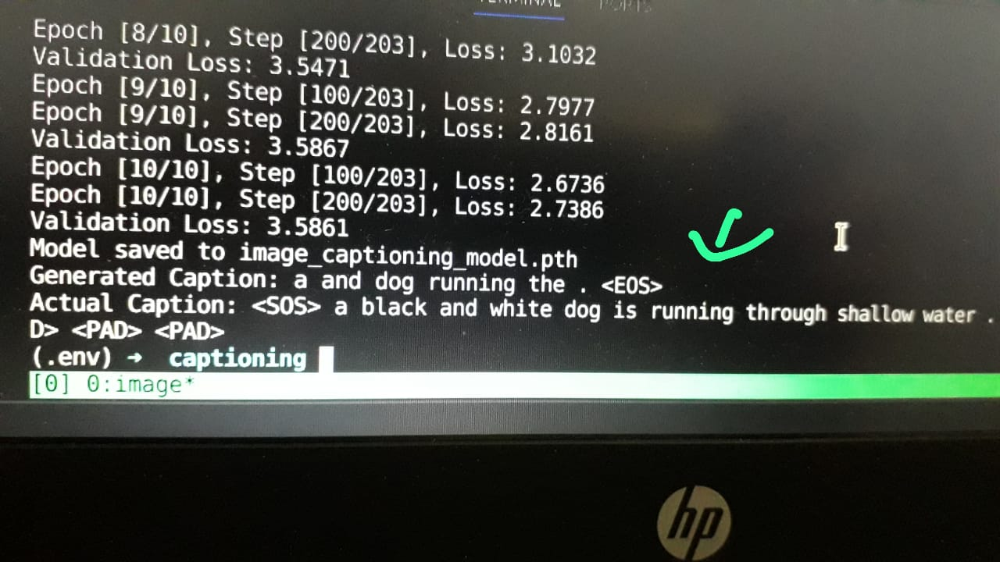 TERMINAL PORTS
Epoch [8/10], Step [200/203], Loss: 3.1032
Validation Loss: 3.5471
Epoch [9/10], Step [100/203], Loss: 2.7977
Epoch [9/10], Step [200/203], Loss: 2.8161
Validation Loss: 3.5867
Epoch [10/10], Step [100/203], Loss: 2.6736
Epoch [10/10], Step [200/203], Loss: 2.7386
Validation Loss: 3.5861
Model saved to image_captioning_model.pth
Generated Caption: a and dog running the . <EOS>
Actual Caption: <SOS> a black and white dog is running through shallow water .
D> <PAD> <PAD>
(.env) → captioning
[0] 0:image*
hp